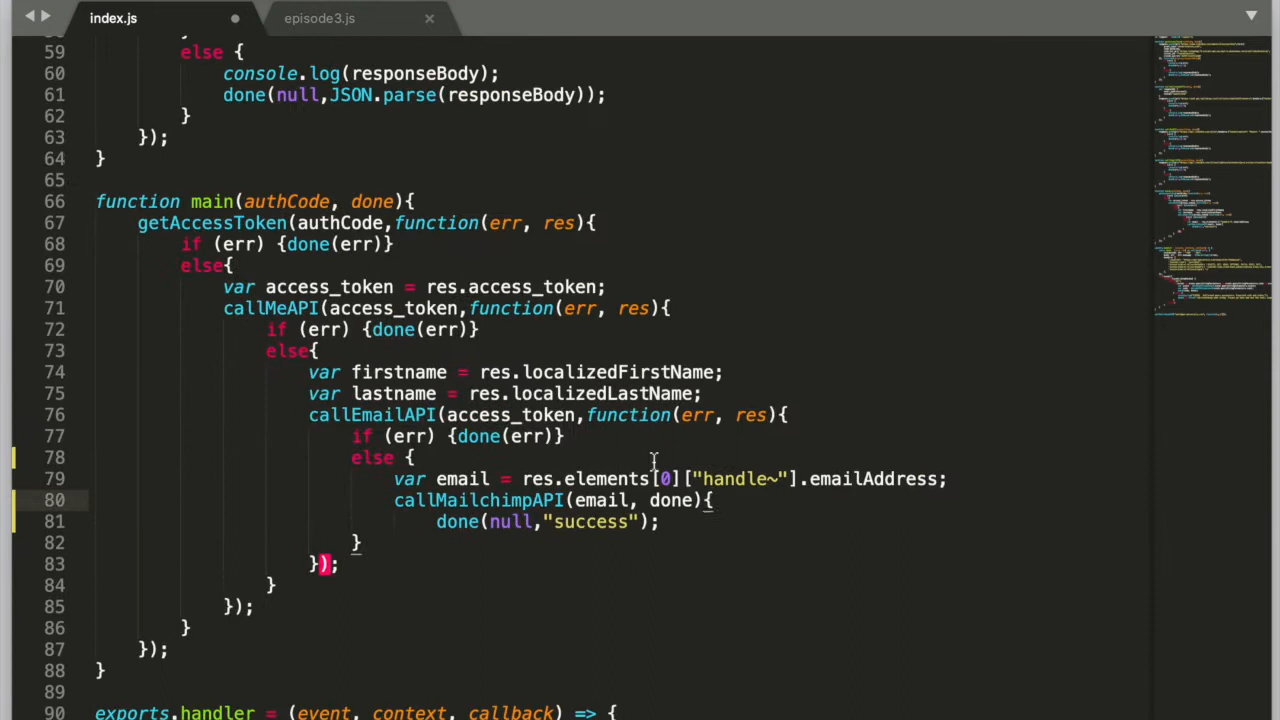 index.js
episode3.js
59 else {
60 console.log(responseBody);
61 done(null,JSON.parse(responseBody));
62 }
63 });
64 }
65
66 function main(authCode, done){
67 getAccessToken(authCode,function(err, res){
68 if (err) {done(err)}
69 else{
70 var access_token = res.access_token;
71 callMeAPI(access_token,function(err, res){
72 if (err) {done(err)}
73 else{
74 var firstname = res.localizedFirstName;
75 var lastname = res.localizedLastName;
76 callEmailAPI(access_token,function(err, res){
77 if (err) {done(err)}
78 else {
79 var email = res.elements[0]["handle~"].emailAddress;
80 callMailchimpAPI(email, done){
81 done(null,"success");
82 }
83 });
84 }
85 });
86 }
87 });
88 }
89
90 exports.handler = (event, context, callback) => {